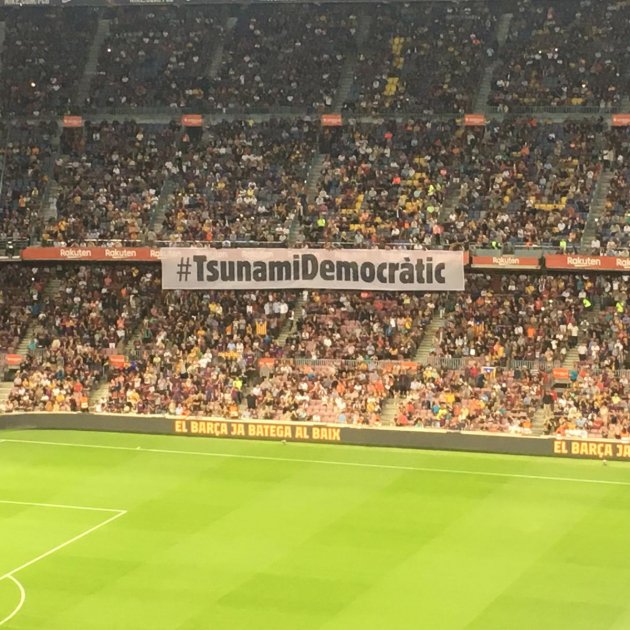 Rakuten Rakuten #TsunamiDemocràtic Rakuten Rakuten
EL BARÇA JA BATEGA AL BAIX
EL BARÇA JA